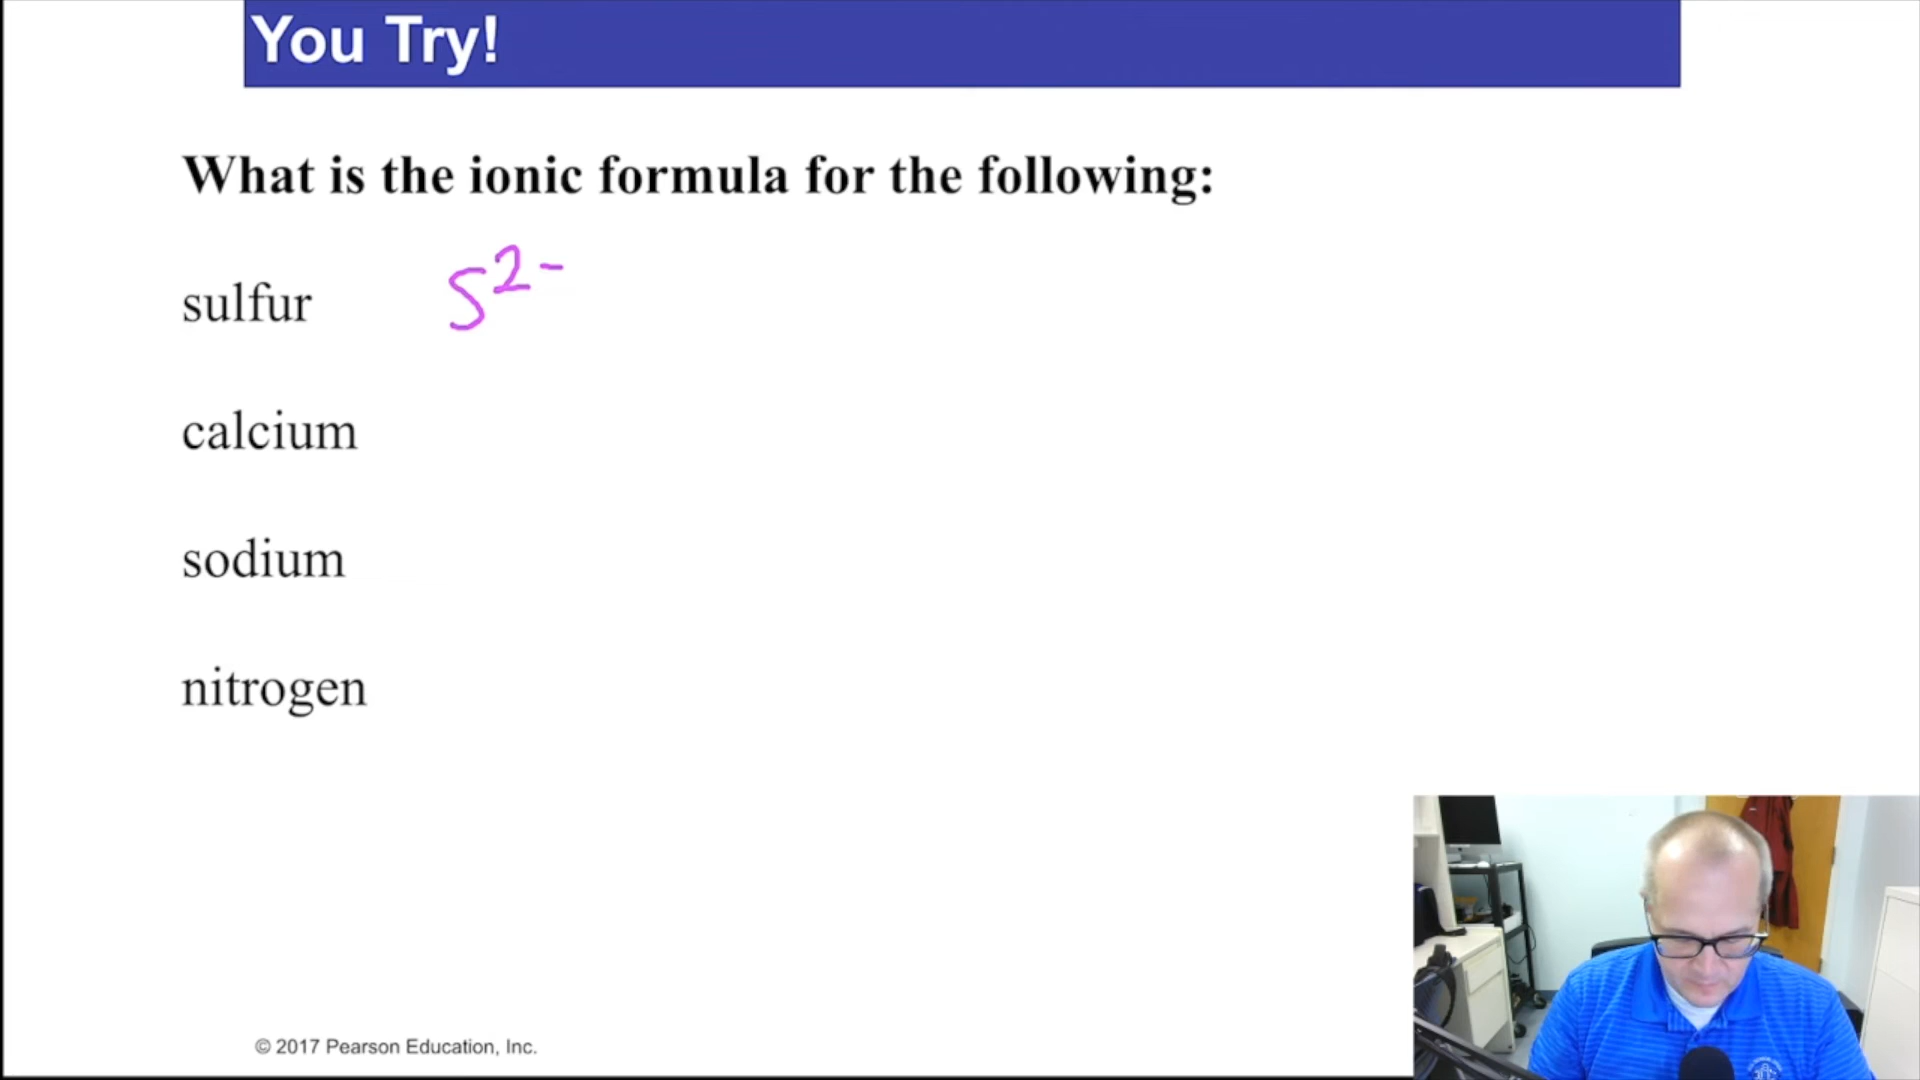 You Try!
What is the ionic formula for the following:
sulfur S²⁻
calcium
sodium
nitrogen
© 2017 Pearson Education, Inc.